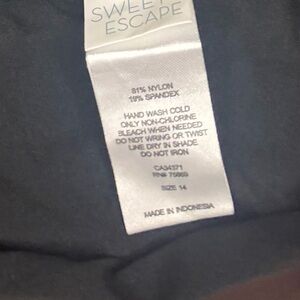 SWEET
ESCAPE
81% NYLON
19% SPANDEX
HAND WASH COLD
ONLY NON-CHLORINE
BLEACH WHEN NEEDED
DO NOT WRING OR TWIST
LINE DRY IN SHADE
DO NOT IRON
CA34371
RN# 75869
SIZE 14
MADE IN INDONESIA